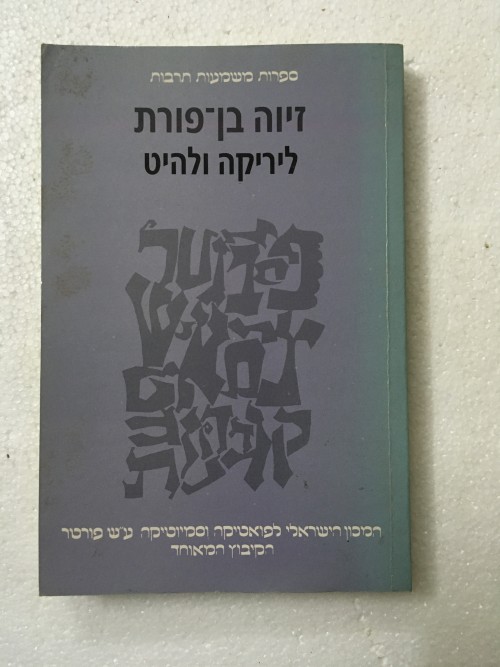 ספרות משמעות תרבות
זיוה בן־פורת
ליריקה ולהיט
המכון הישראלי לפואטיקה וסמיוטיקה ע״ש פורטר
הקיבוץ המאוחד